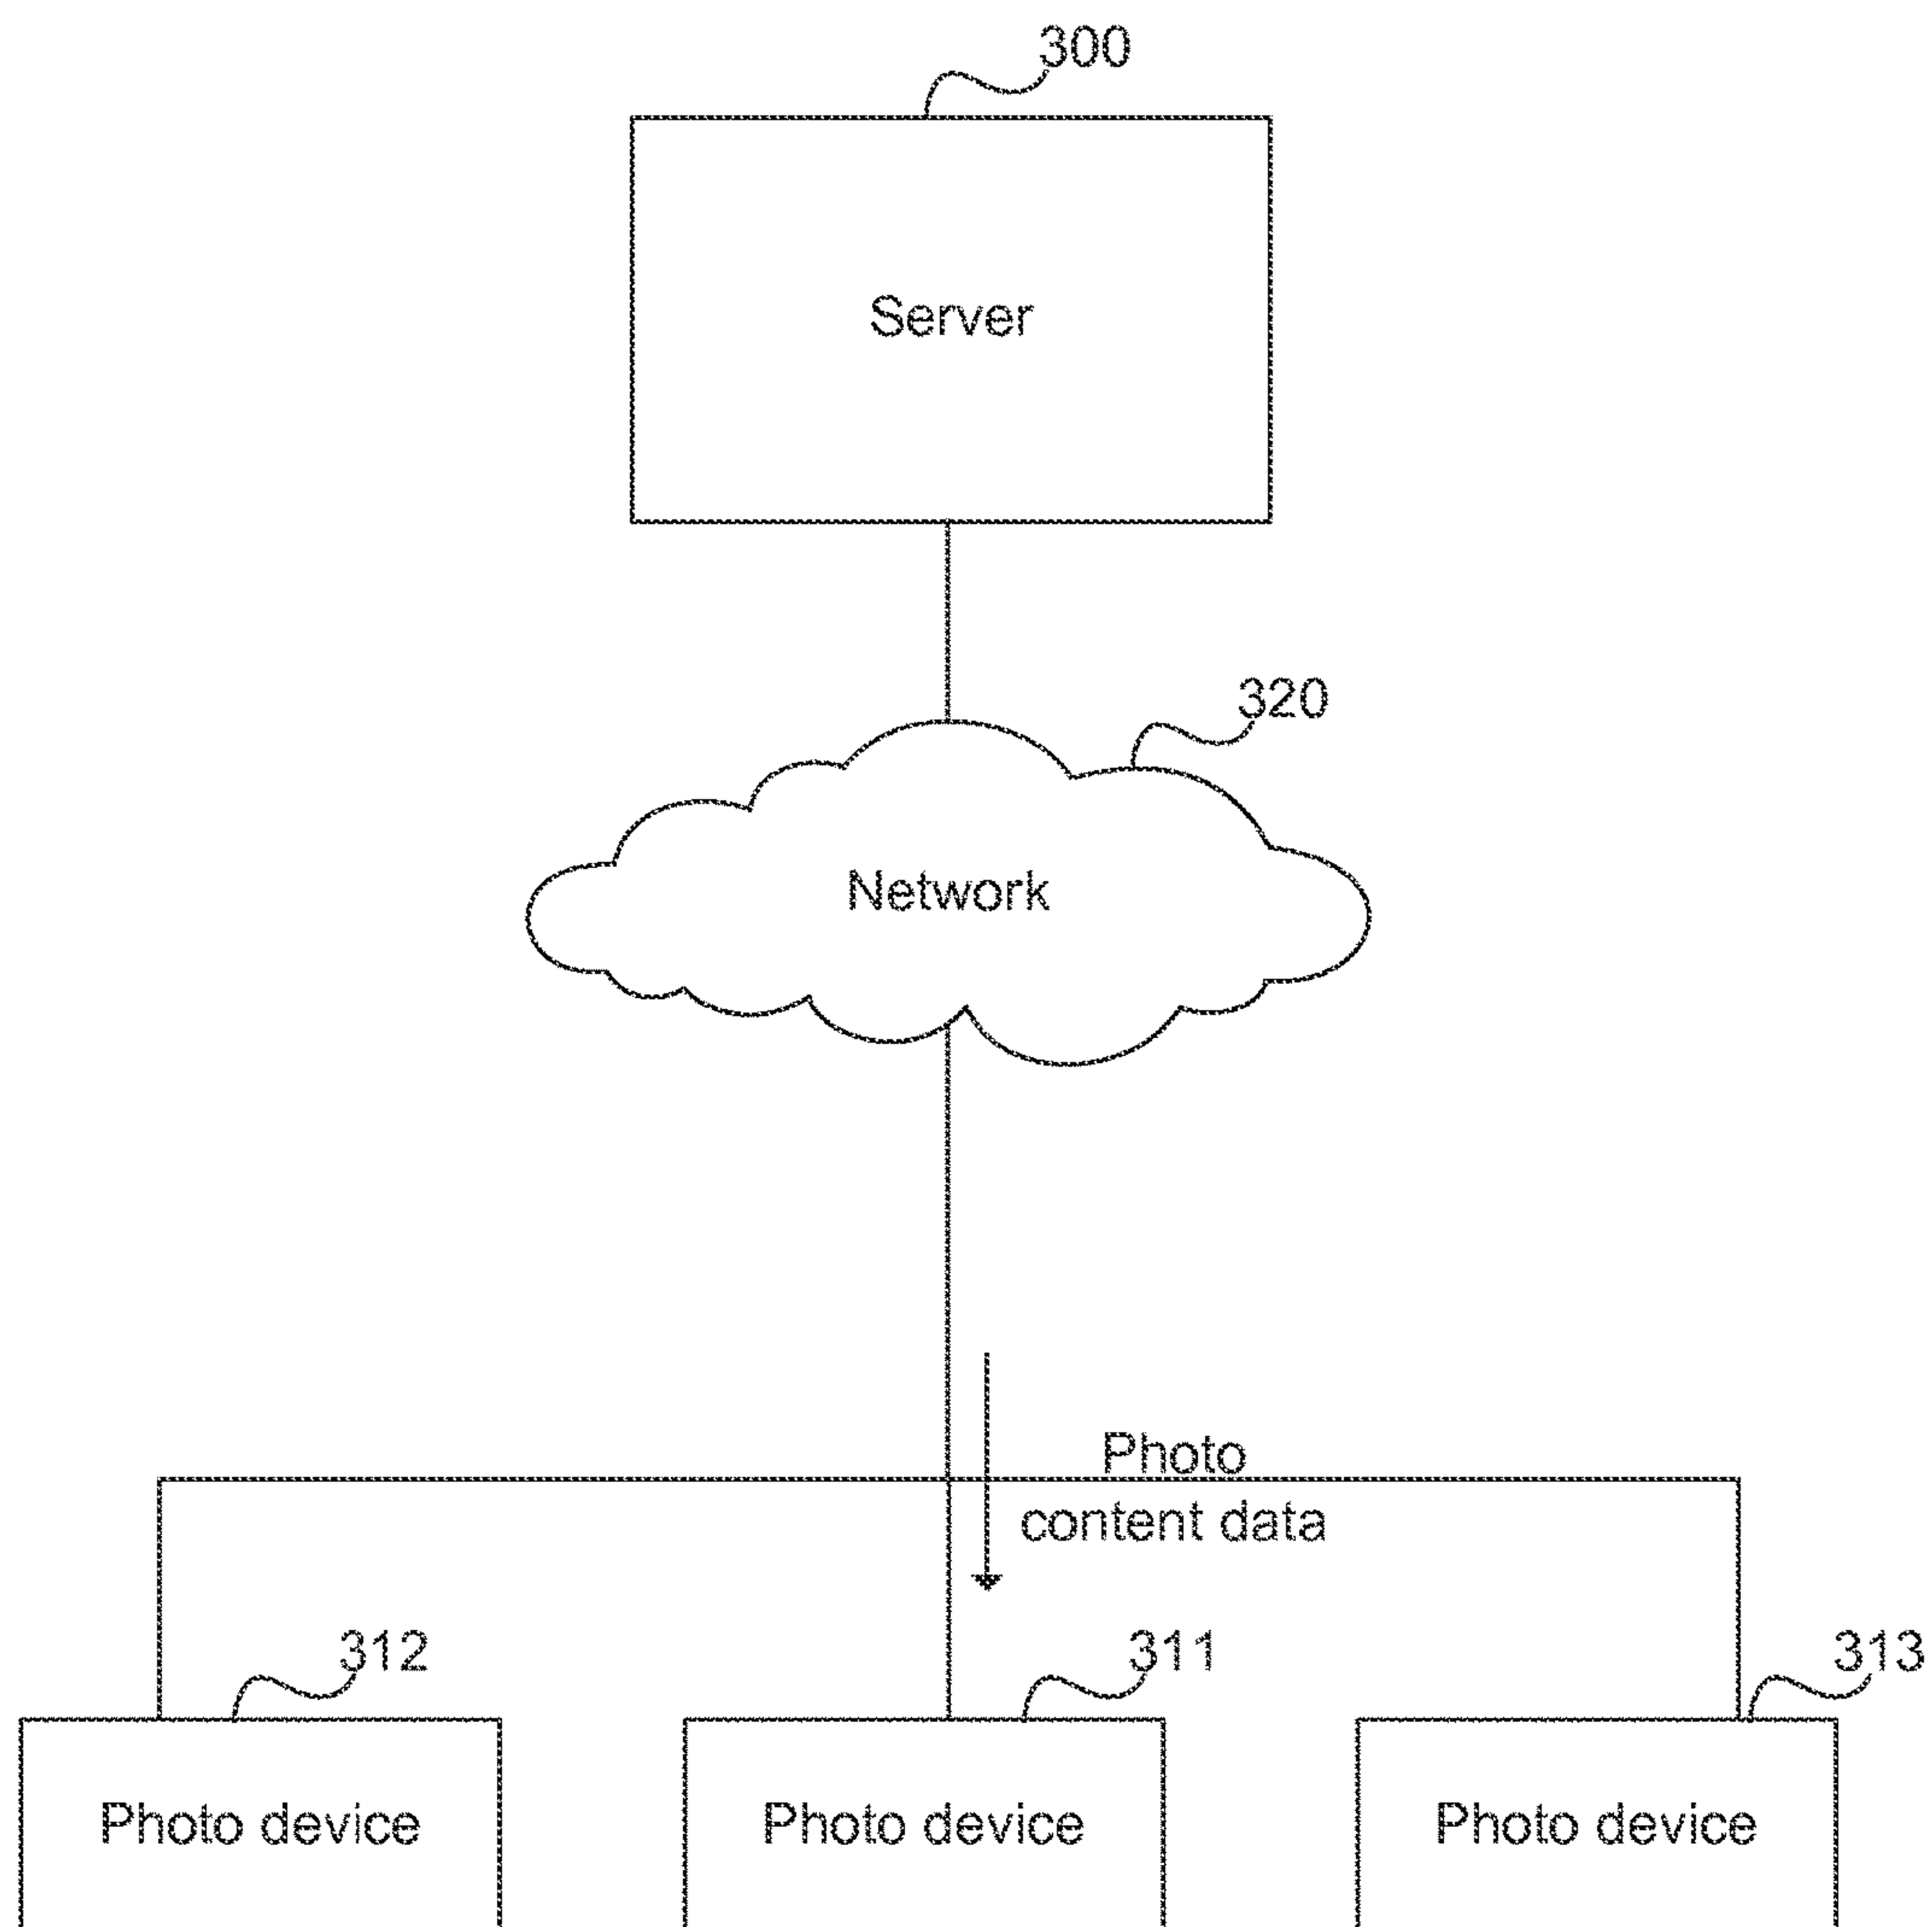 300
Server
320
Network
Photo
content data
312
311
313
Photo device
Photo device
Photo device